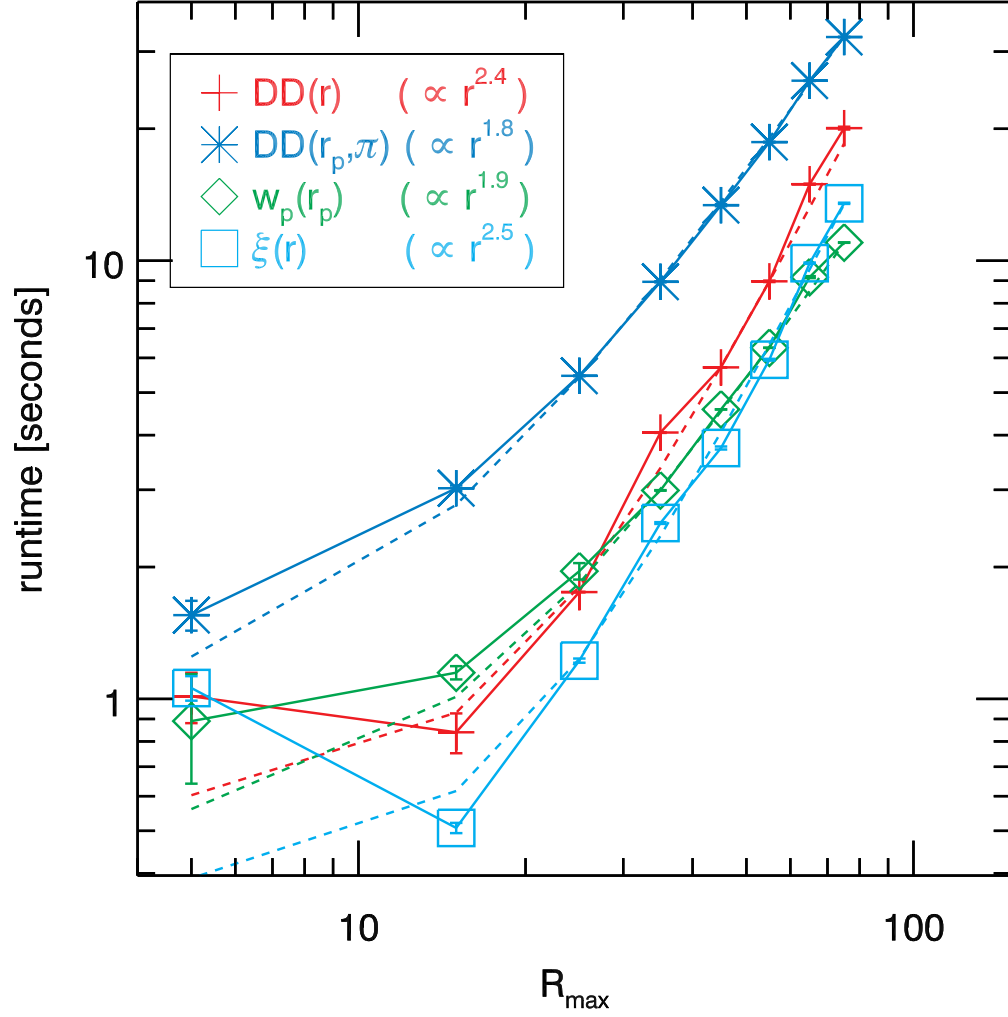 DD(r) ( ∝ r^2.4 )
DD(r_p,π) ( ∝ r^1.8 )
w_p(r_p) ( ∝ r^1.9 )
ξ(r) ( ∝ r^2.5 )
runtime [seconds]
10
1
10 100
R_max